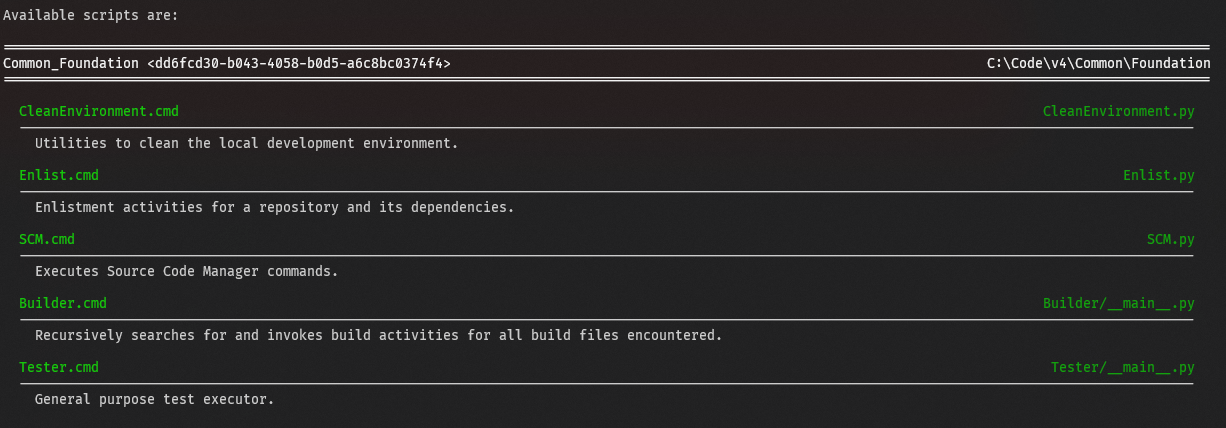 Available scripts are:
Common_Foundation <dd6fcd30-b043-4058-b0d5-a6c8bc0374f4> C:\Code\v4\Common\Foundation
CleanEnvironment.cmd CleanEnvironment.py
Utilities to clean the local development environment.
Enlist.cmd Enlist.py
Enlistment activities for a repository and its dependencies.
SCM.cmd SCM.py
Executes Source Code Manager commands.
Builder.cmd Builder/__main__.py
Recursively searches for and invokes build activities for all build files encountered.
Tester.cmd Tester/__main__.py
General purpose test executor.